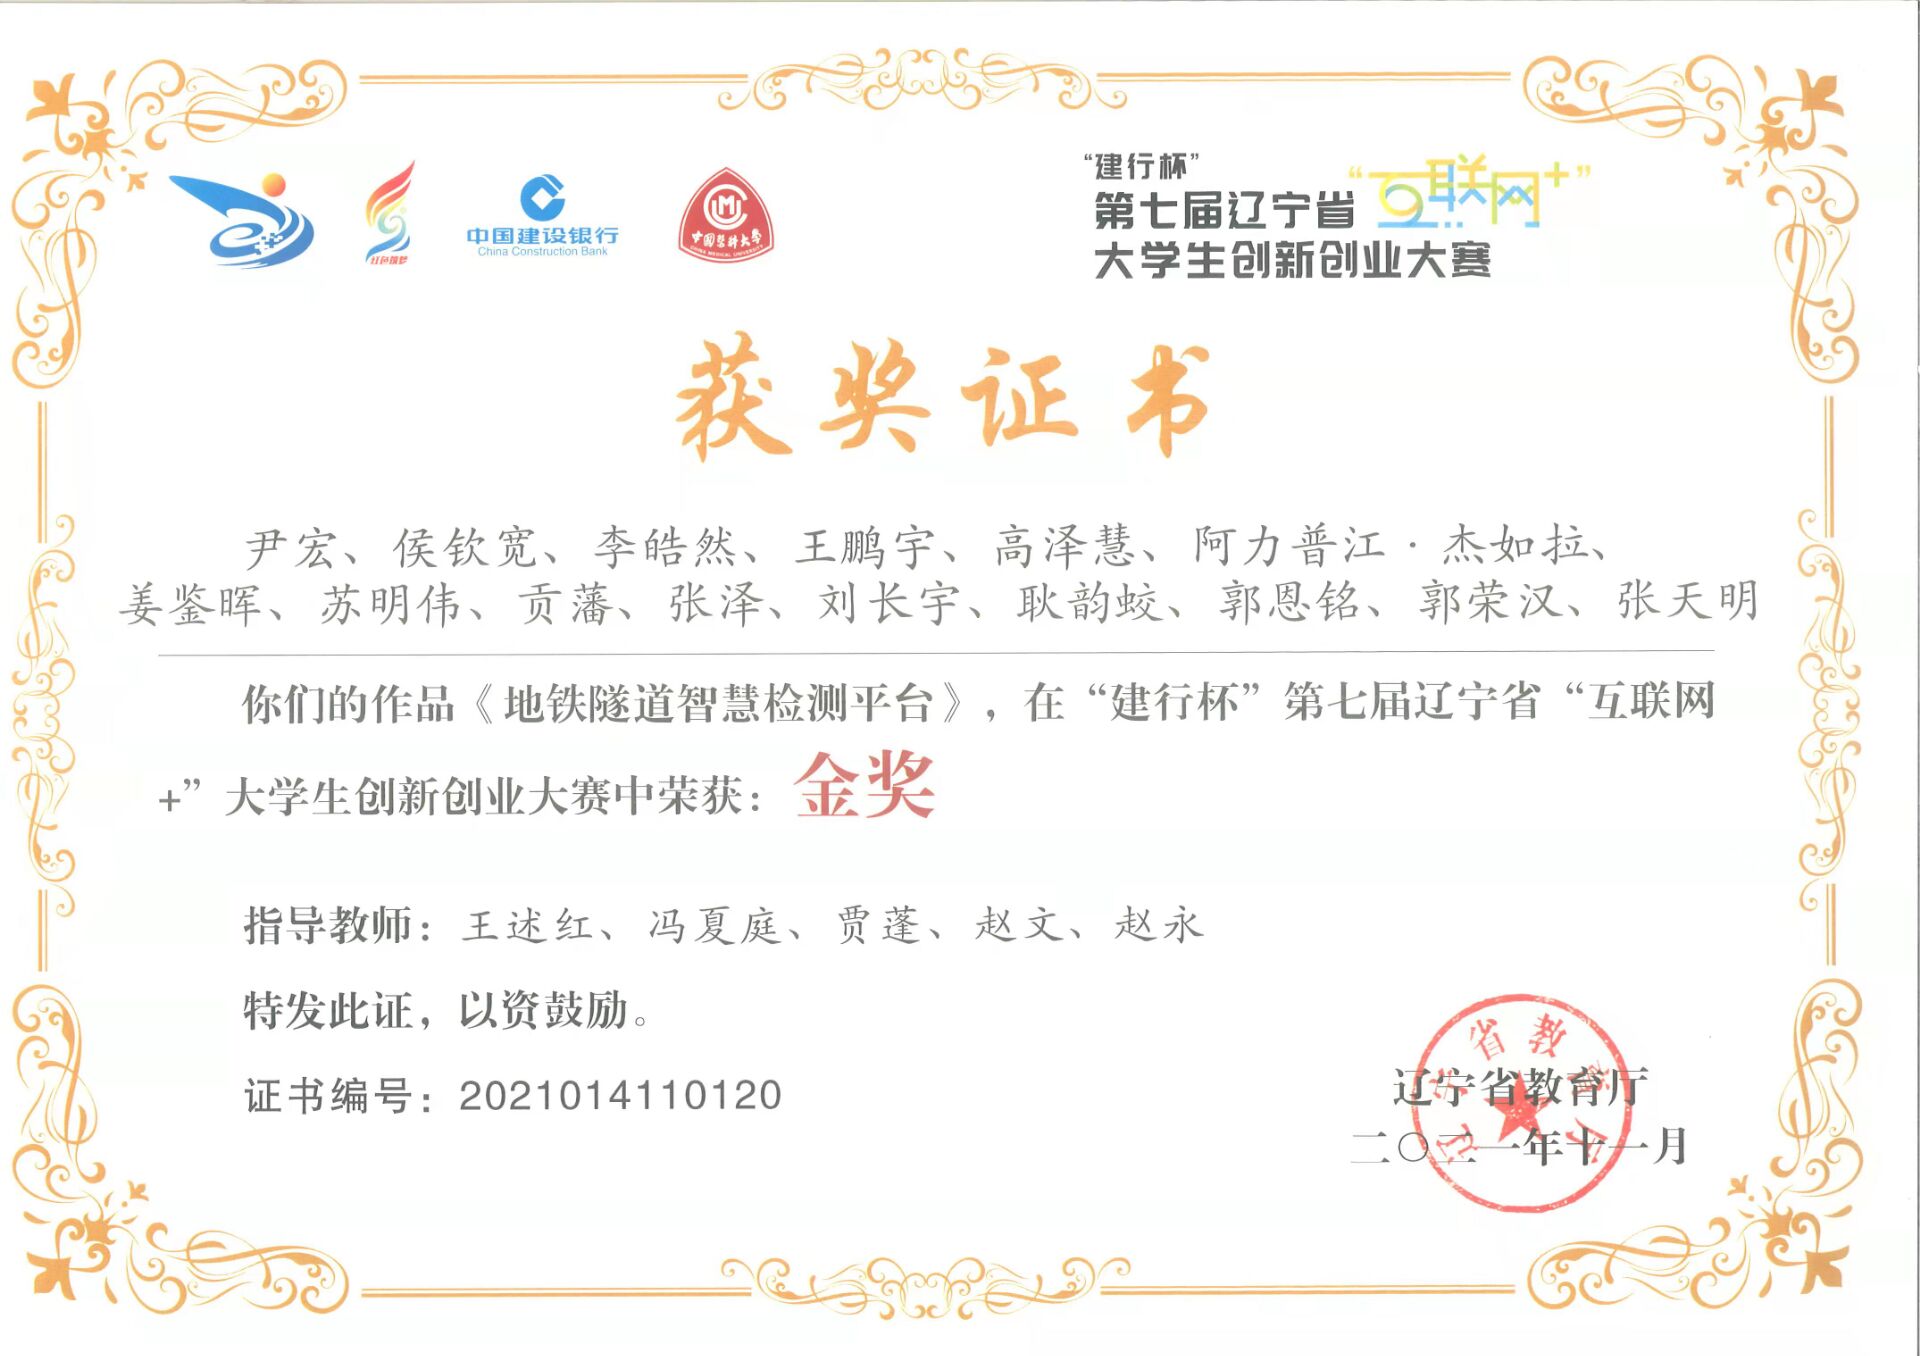 红色筑梦
中国建设银行
China Construction Bank
中国医科大学
CHINA MEDICAL UNIVERSITY
“建行杯”
第七届辽宁省“互联网+”
大学生创新创业大赛
获奖证书
尹宏、侯钦宽、李皓然、王鹏宇、高泽慧、阿力普江·杰如拉、
姜鉴晖、苏明伟、贡藩、张泽、刘长宇、耿韵蛟、郭恩铭、郭荣汉、张天明
你们的作品《地铁隧道智慧检测平台》，在“建行杯”第七届辽宁省“互联网
+”大学生创新创业大赛中荣获：金奖
指导教师：王述红、冯夏庭、贾蓬、赵文、赵永
特发此证，以资鼓励。
证书编号：2021014110120
辽宁省教育厅
二〇二一年十一月
辽宁省教育厅